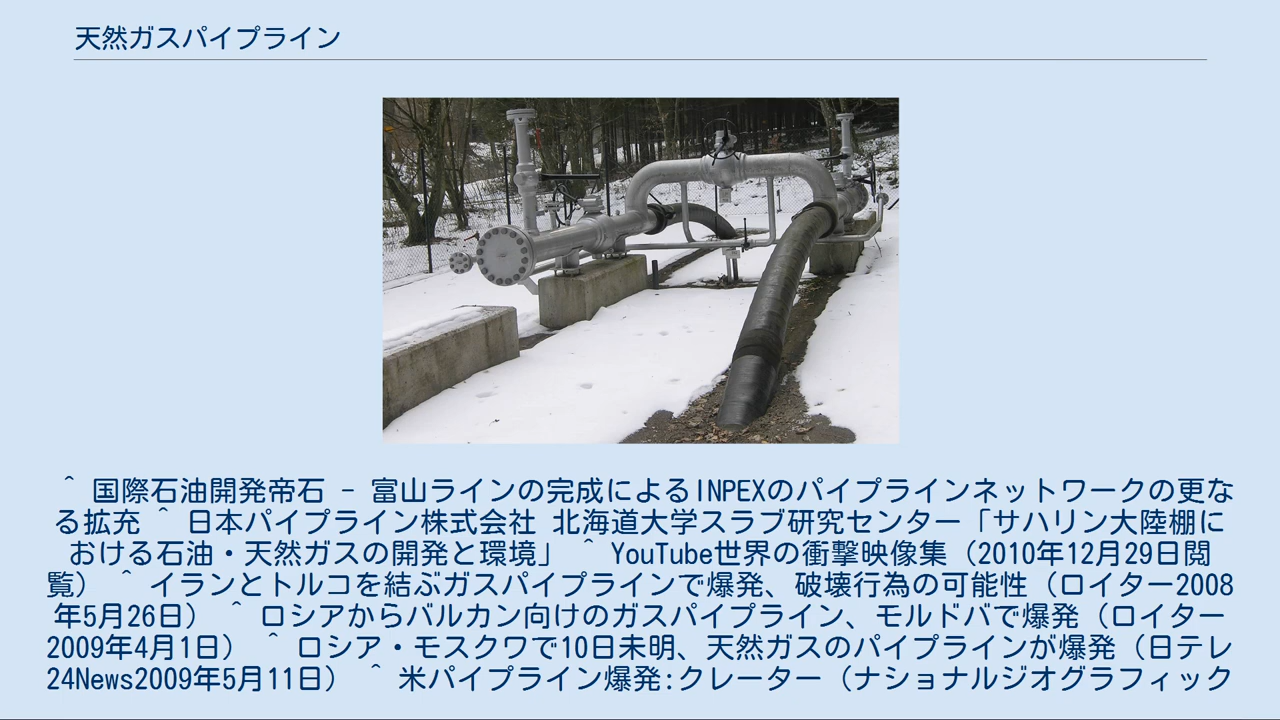 天然ガスパイプライン
^ 国際石油開発帝石 - 富山ラインの完成によるINPEXのパイプラインネットワークの更な
る拡充 ^ 日本パイプライン株式会社 北海道大学スラブ研究センター「サハリン大陸棚に
おける石油・天然ガスの開発と環境」 ^ YouTube世界の衝撃映像集（2010年12月29日閲
覧） ^ イランとトルコを結ぶガスパイプラインで爆発、破壊行為の可能性（ロイター2008
年5月26日） ^ ロシアからバルカン向けのガスパイプライン、モルドバで爆発（ロイター
2009年4月1日） ^ ロシア・モスクワで10日未明、天然ガスのパイプラインが爆発（日テレ
24News2009年5月11日） ^ 米パイプライン爆発:クレーター（ナショナルジオグラフィック